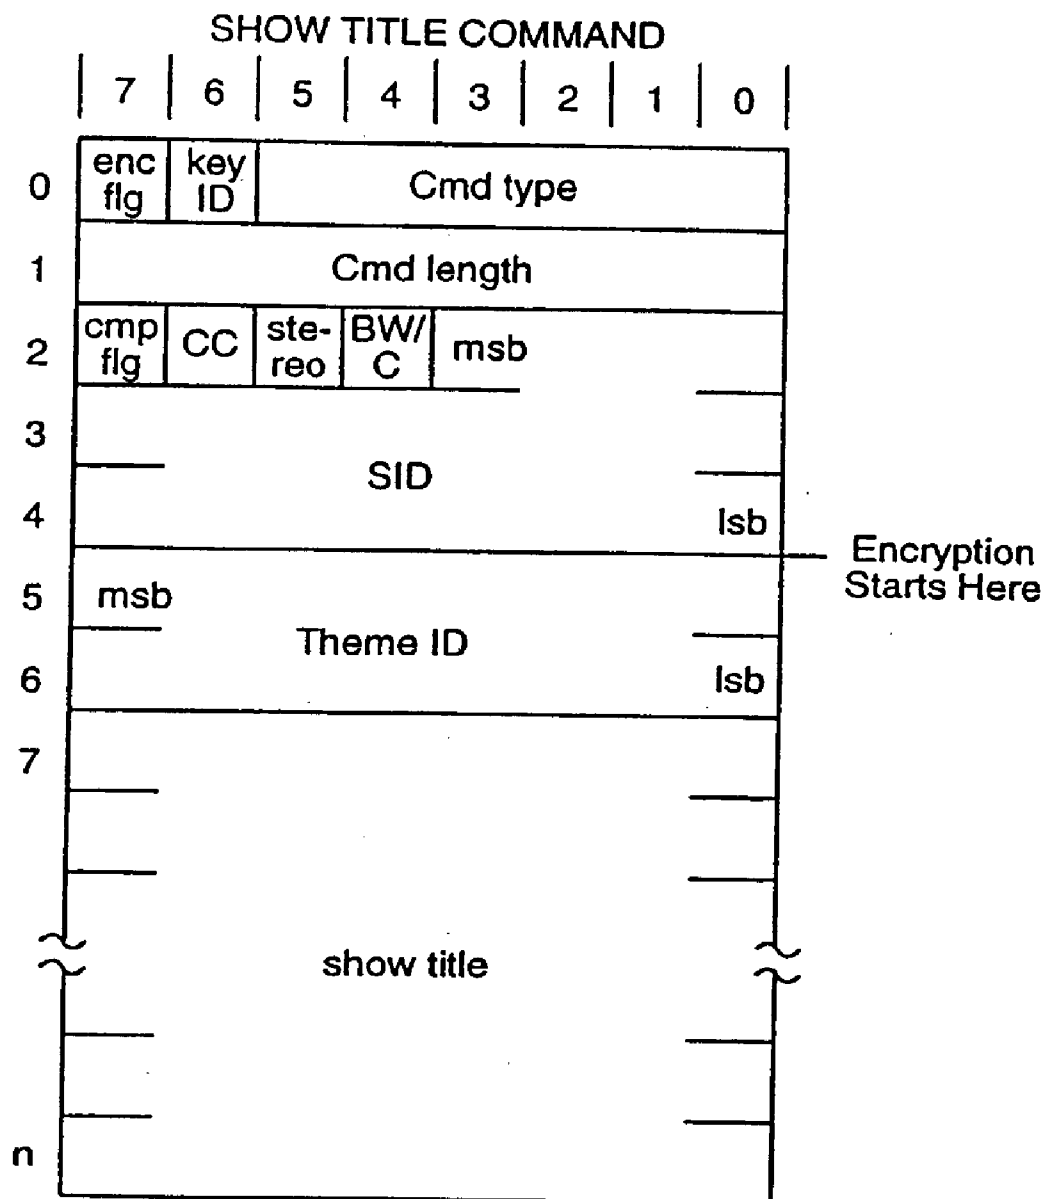 SHOW TITLE COMMAND
7 6 5 4 3 2 1 0
0 enc flg key ID Cmd type
1 Cmd length
2 cmp flg CC ste-reo BW/C msb
3
SID
4 lsb
Encryption
Starts Here
5 msb
Theme ID
6 lsb
7
show title
n